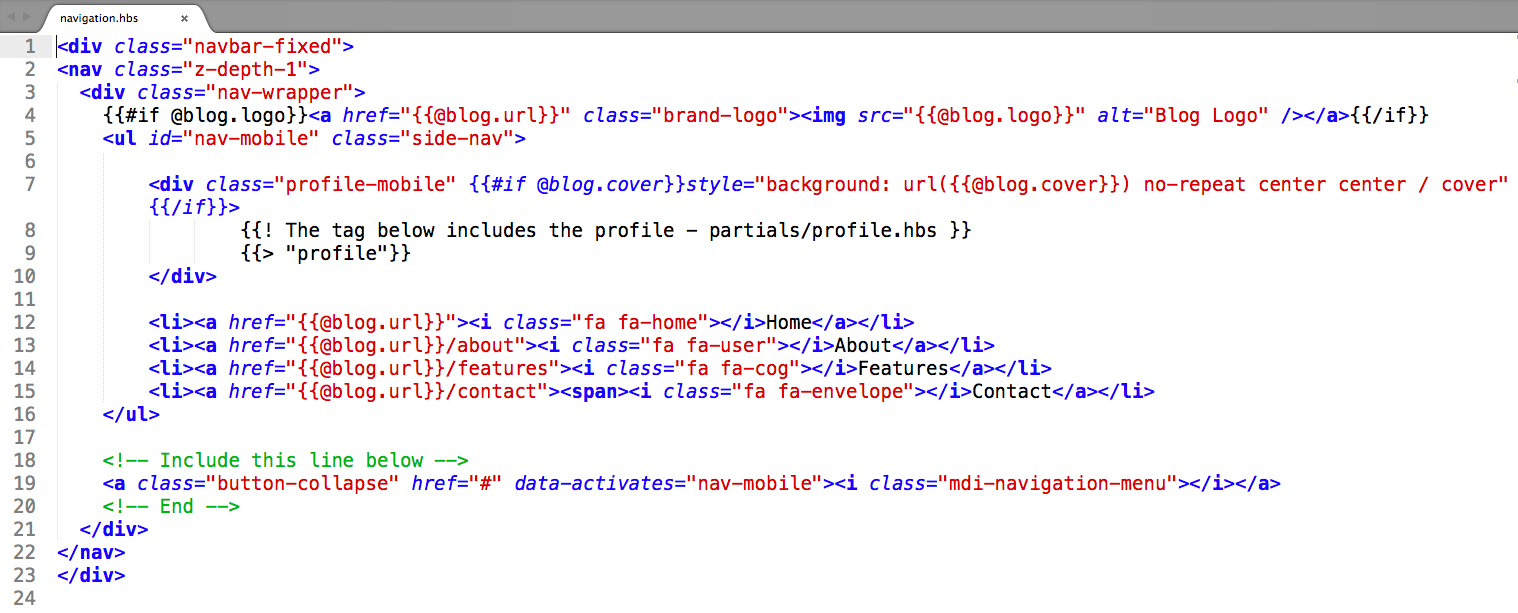 navigation.hbs ×
1 <div class="navbar-fixed">
2 <nav class="z-depth-1">
3 <div class="nav-wrapper">
4 {{#if @blog.logo}}<a href="{{@blog.url}}" class="brand-logo"><img src="{{@blog.logo}}" alt="Blog Logo" /></a>{{/if}}
5 <ul id="nav-mobile" class="side-nav">
6
7 <div class="profile-mobile" {{#if @blog.cover}}style="background: url({{@blog.cover}}) no-repeat center center / cover"
{{/if}}>
8 {{! The tag below includes the profile - partials/profile.hbs }}
9 {{> "profile"}}
10 </div>
11
12 <li><a href="{{@blog.url}}"><i class="fa fa-home"></i>Home</a></li>
13 <li><a href="{{@blog.url}}/about"><i class="fa fa-user"></i>About</a></li>
14 <li><a href="{{@blog.url}}/features"><i class="fa fa-cog"></i>Features</a></li>
15 <li><a href="{{@blog.url}}/contact"><span><i class="fa fa-envelope"></i>Contact</a></li>
16 </ul>
17
18 <!-- Include this line below -->
19 <a class="button-collapse" href="#" data-activates="nav-mobile"><i class="mdi-navigation-menu"></i></a>
20 <!-- End -->
21 </div>
22 </nav>
23 </div>
24